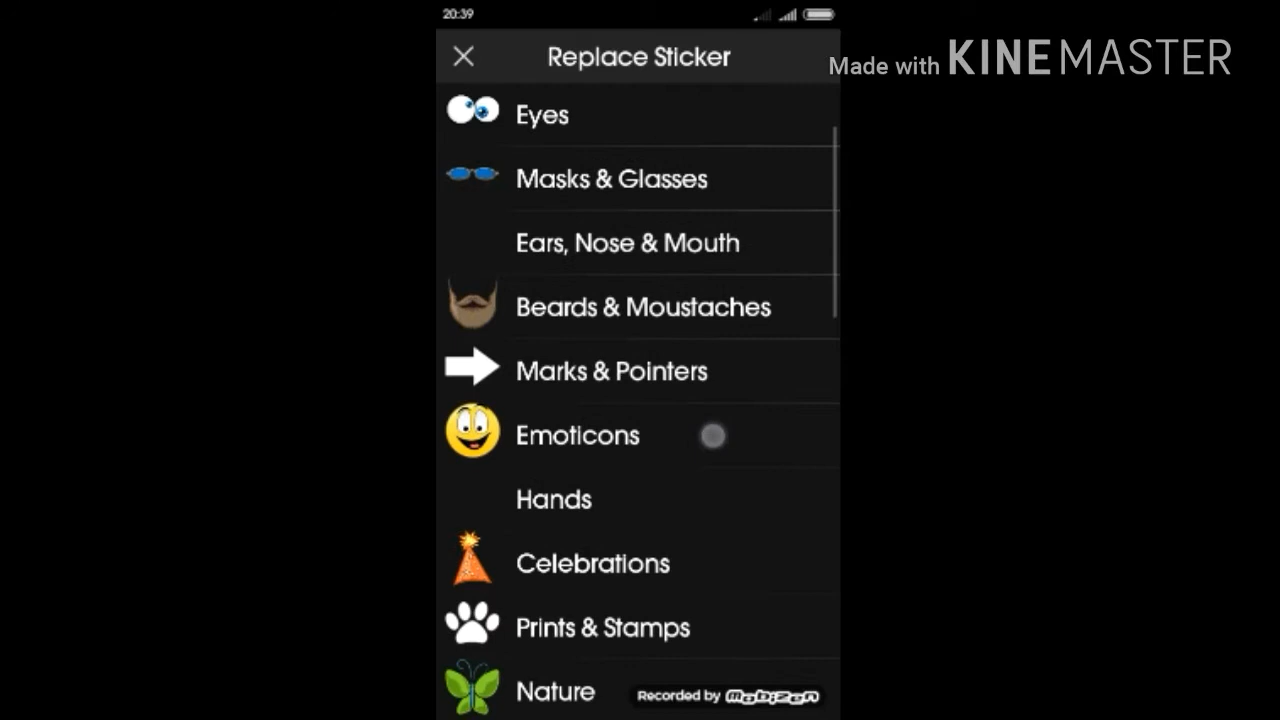 20:39
Replace Sticker
Made with KINEMASTER
Eyes
Masks & Glasses
Ears, Nose & Mouth
Beards & Moustaches
Marks & Pointers
Emoticons
Hands
Celebrations
Prints & Stamps
Nature
Recorded by Mobizen